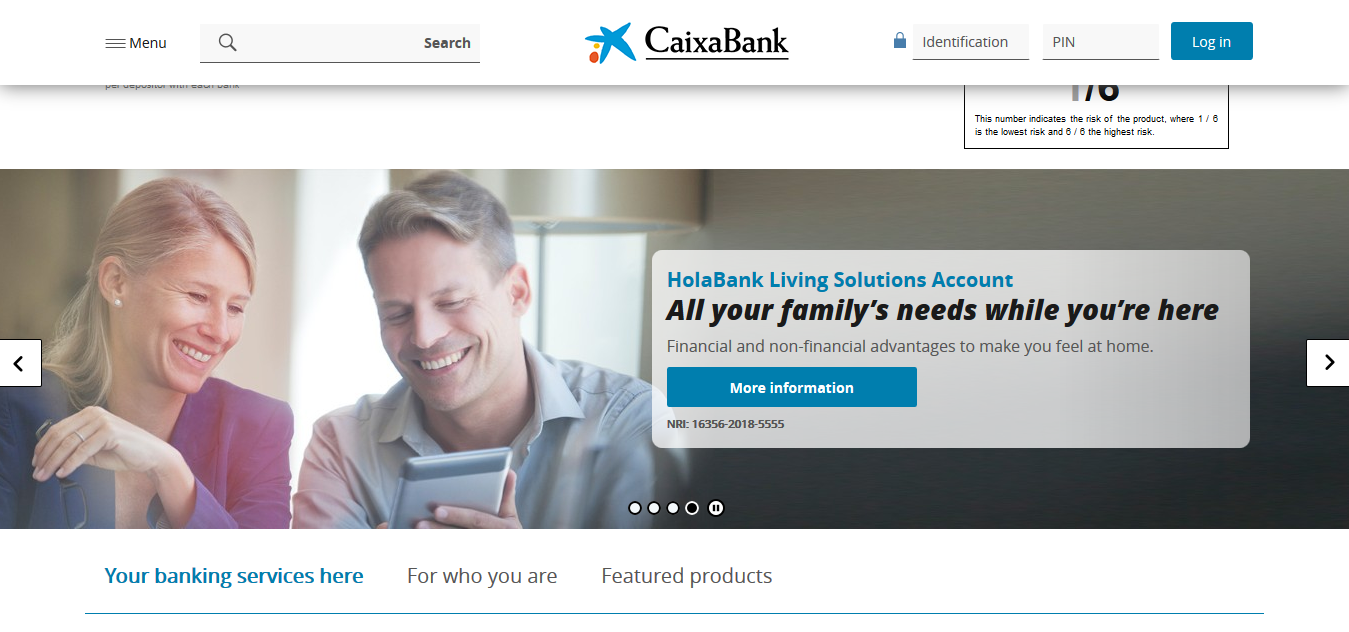 Menu
Search
CaixaBank
Identification
PIN
Log in
per depositor with each bank
1/6
This number indicates the risk of the product, where 1 / 6
is the lowest risk and 6 / 6 the highest risk.
HolaBank Living Solutions Account
All your family’s needs while you’re here
Financial and non-financial advantages to make you feel at home.
More information
NRI: 16356-2018-5555
Your banking services here
For who you are
Featured products